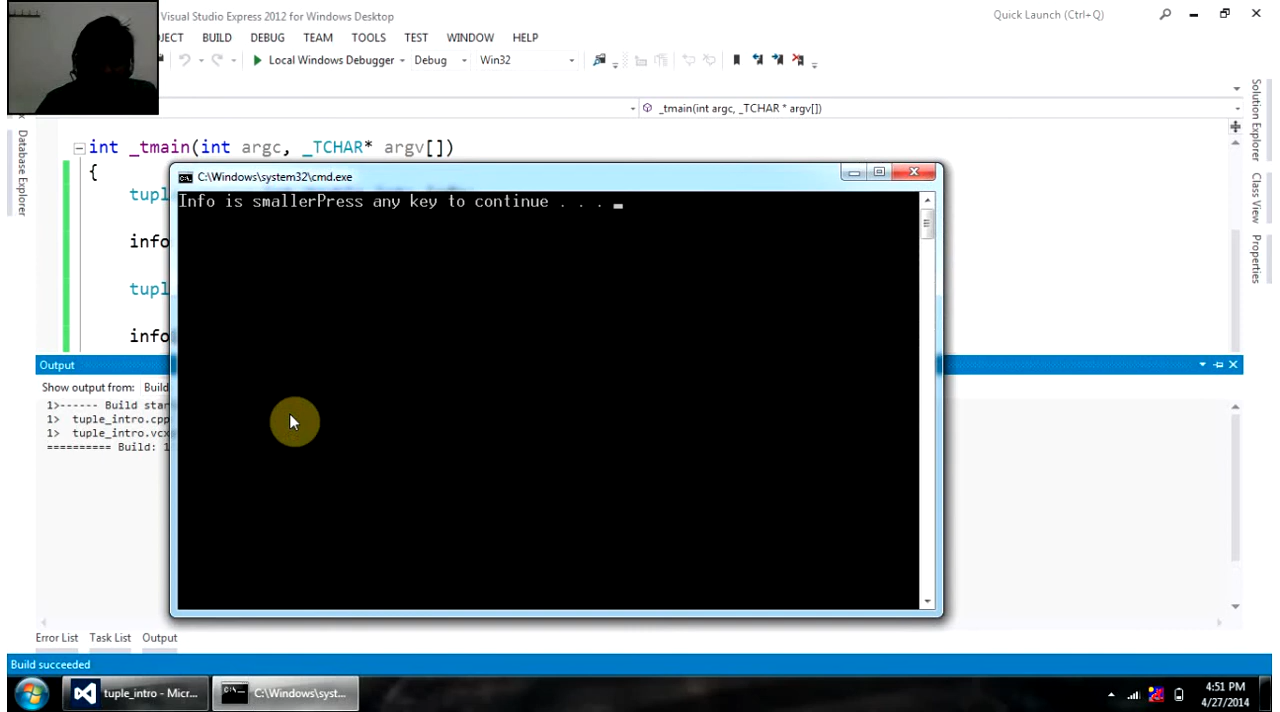 Visual Studio Express 2012 for Windows Desktop
Quick Launch (Ctrl+Q)
JECT BUILD DEBUG TEAM TOOLS TEST WINDOW HELP
Local Windows Debugger Debug Win32
_tmain(int argc, _TCHAR * argv[])
Database Explorer
Solution Explorer
Class View
Properties
int _tmain(int argc, _TCHAR* argv[])
{
tupl
info
tupl
info
C:\Windows\system32\cmd.exe
Info is smallerPress any key to continue . . . _
Output
Show output from: Build
1>------ Build star
1> tuple_intro.cpp
1> tuple_intro.vcx
========== Build: 1
Error List Task List Output
Build succeeded
tuple_intro - Micr...
C:\Windows\syst...
4:51 PM
4/27/2014